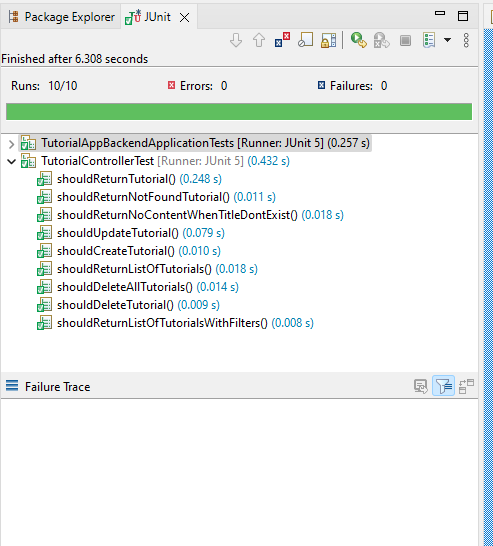 Package Explorer JUnit
Finished after 6.308 seconds
Runs: 10/10 Errors: 0 Failures: 0
TutorialAppBackendApplicationTests [Runner: JUnit 5] (0.257 s)
TutorialControllerTest [Runner: JUnit 5] (0.432 s)
shouldReturnTutorial() (0.248 s)
shouldReturnNotFoundTutorial() (0.011 s)
shouldReturnNoContentWhenTitleDontExist() (0.018 s)
shouldUpdateTutorial() (0.079 s)
shouldCreateTutorial() (0.010 s)
shouldReturnListOfTutorials() (0.018 s)
shouldDeleteAllTutorials() (0.014 s)
shouldDeleteTutorial() (0.009 s)
shouldReturnListOfTutorialsWithFilters() (0.008 s)
Failure Trace